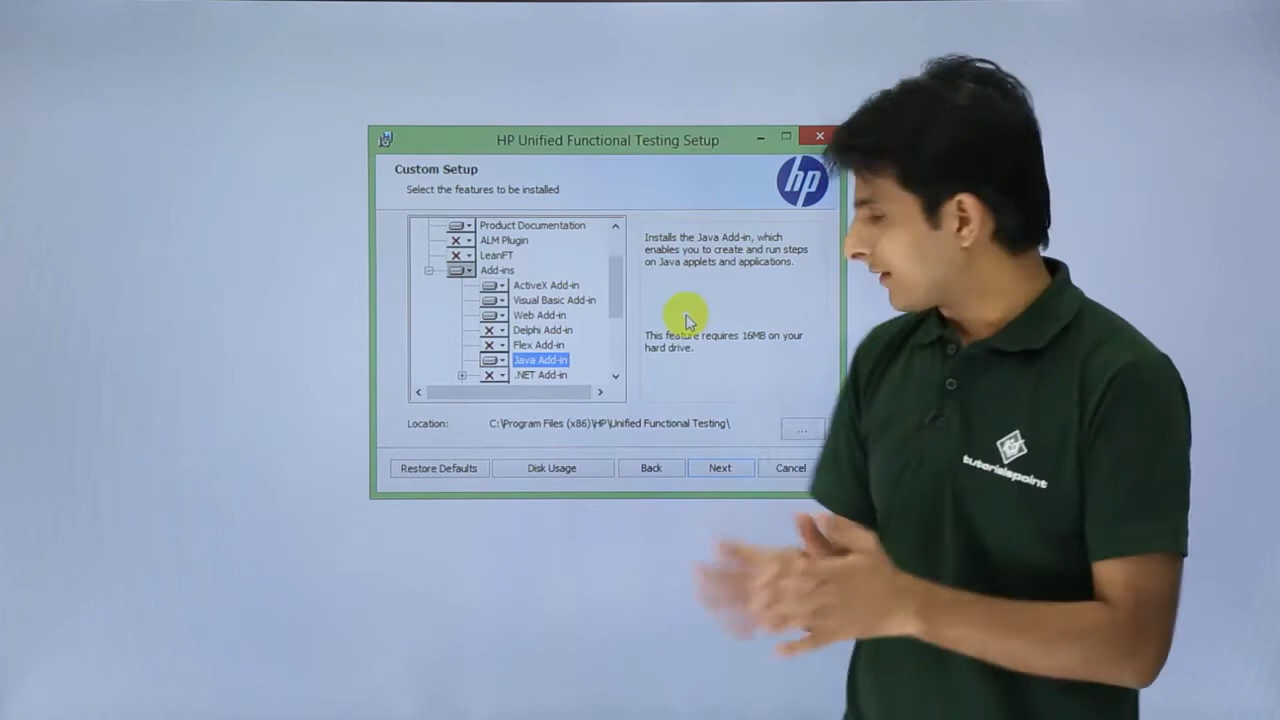 HP Unified Functional Testing Setup
Custom Setup
Select the features to be installed
hp
Product Documentation
ALM Plugin
LeanFT
Add-ins
ActiveX Add-in
Visual Basic Add-in
Web Add-in
Delphi Add-in
Flex Add-in
Java Add-in
.NET Add-in
Installs the Java Add-in, which
enables you to create and run steps
on Java applets and applications.
This feature requires 16MB on your
hard drive.
Location: C:\Program Files (x86)\HP\Unified Functional Testing\
...
Restore Defaults Disk Usage Back Next Cancel
tutorialspoint